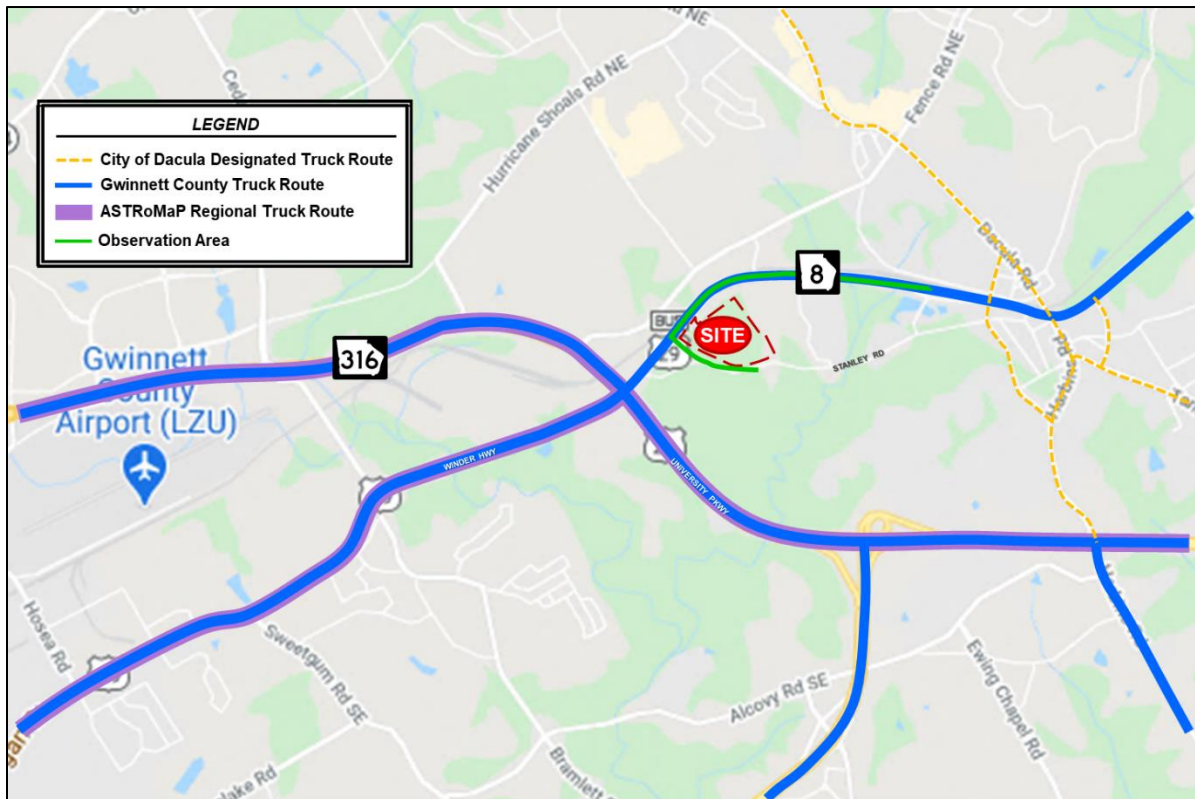 LEGEND
City of Dacula Designated Truck Route
Gwinnett County Truck Route
ASTRoMaP Regional Truck Route
Observation Area
NE
Hurricane Shoals Rd NE
Fence Rd NE
Dacula Rd
8
BUS
SITE
316
STANLEY RD
Gwinnett
County
Airport (LZU)
WINDER HWY
UNIVERSITY PKWY
Hosea Rd
Sweetgum Rd SE
Alcovy Rd SE
Ewing Chapel Rd
Bramlett
lake Rd